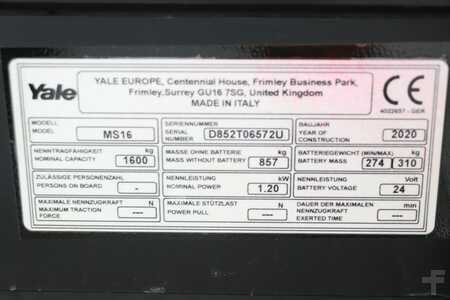 Yale
YALE EUROPE, Centennial House, Frimley Business Park,
Frimley, Surrey GU16 7SG, United Kingdom
MADE IN ITALY
CE
4022657 - GER
MODELL
MODEL
MS16
SERIENNUMMER
SERIAL NUMBER
D852T06572U
BAUJAHR
YEAR OF CONSTRUCTION
2020
NENNTRAGFÄHIGKEIT kg
NOMINAL CAPACITY
1600
MASSE OHNE BATTERIE kg
MASS WITHOUT BATTERY
857
BATTERIEGEWICHT (MIN/MAX) kg
BATTERY MASS
274 310
ZULÄSSIGE PERSONENZAHL
PERSONS ON BOARD
-
NENNLEISTUNG kW
NOMINAL POWER
1.20
NENNLEISTUNG Volt
BATTERY VOLTAGE
24
MAXIMALE NENNZUGKRAFT N
MAXIMUM TRACTION FORCE
---
MAXIMALE STÜTZLAST N
POWER PULL
---
DAUER DER MAXIMALEN NENNZUGKRAFT min
EXERTED TIME
---